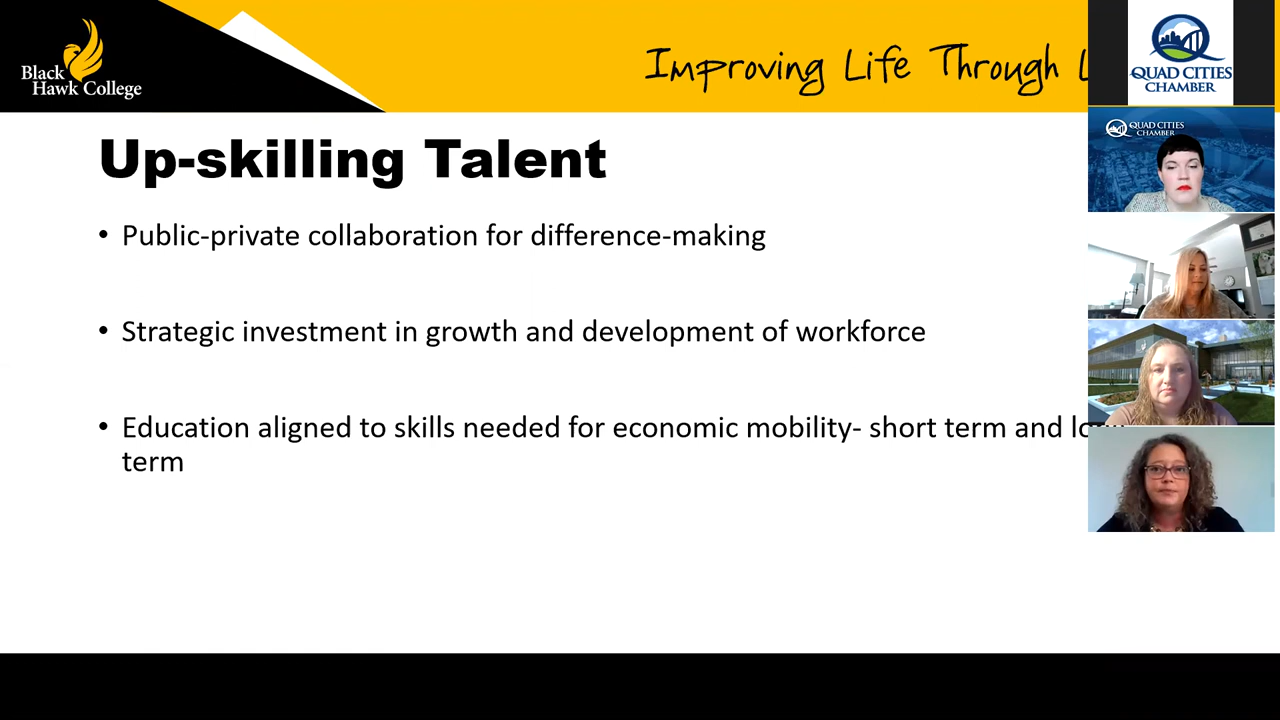 Black
Hawk College
Improving Life Through
QUAD CITIES
CHAMBER
QUAD CITIES
CHAMBER
Up-skilling Talent
• Public-private collaboration for difference-making
• Strategic investment in growth and development of workforce
• Education aligned to skills needed for economic mobility- short term and
term